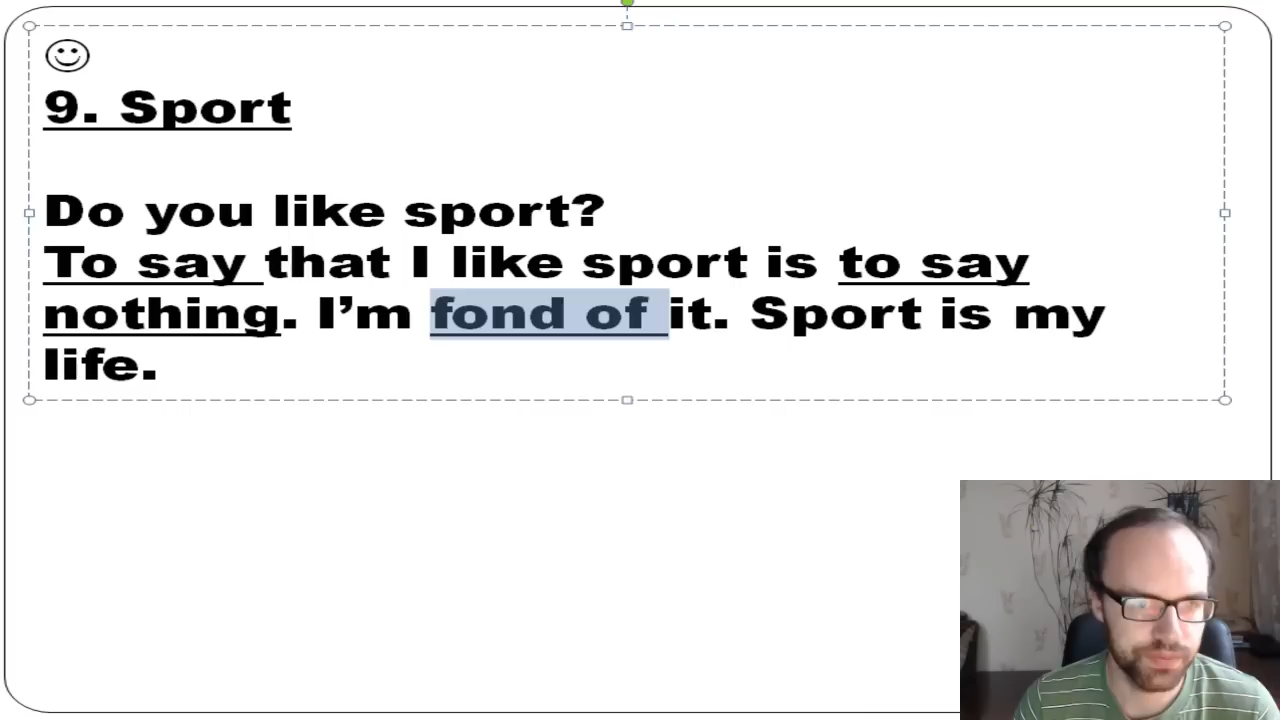 9. Sport
Do you like sport?
To say that I like sport is to say
nothing. I’m fond of it. Sport is my
life.